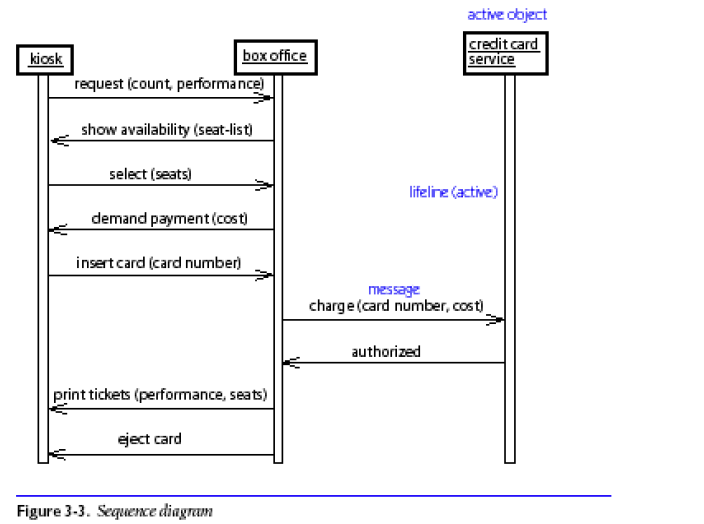 active object
kiosk
box office
credit card
service
request (count, performance)
show availability (seat-list)
select (seats)
lifeline (active)
demand payment (cost)
insert card (card number)
message
charge (card number, cost)
authorized
print tickets (performance, seats)
eject card
Figure 3-3. Sequence diagram